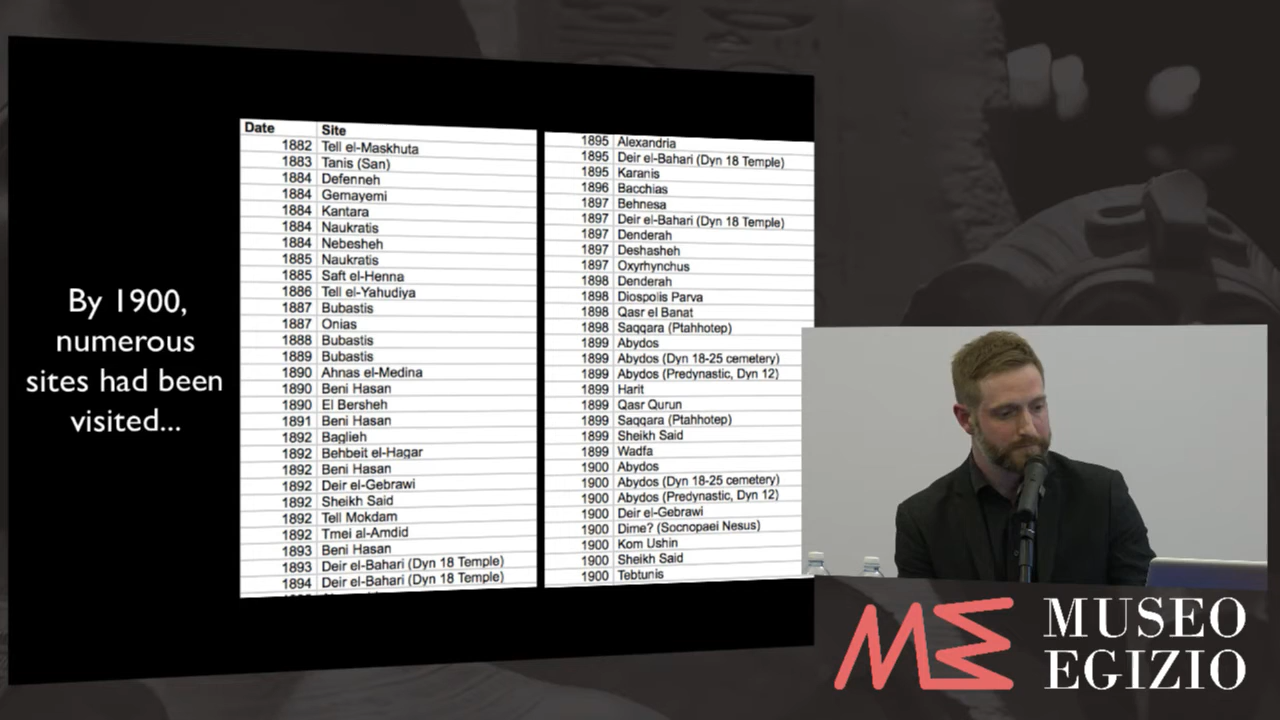 By 1900,
numerous
sites had been
visited...
Date Site
1882 Tell el-Maskhuta
1883 Tanis (San)
1884 Defenneh
1884 Gemayemi
1884 Kantara
1884 Naukratis
1884 Nebesheh
1885 Naukratis
1885 Saft el-Henna
1886 Tell el-Yahudiya
1887 Bubastis
1887 Onias
1888 Bubastis
1889 Bubastis
1890 Ahnas el-Medina
1890 Beni Hasan
1890 El Bersheh
1891 Beni Hasan
1892 Baglieh
1892 Behbeit el-Hagar
1892 Beni Hasan
1892 Deir el-Gebrawi
1892 Sheikh Said
1892 Tell Mokdam
1892 Tmei al-Amdid
1893 Beni Hasan
1893 Deir el-Bahari (Dyn 18 Temple)
1894 Deir el-Bahari (Dyn 18 Temple)
1895 Alexandria
1895 Deir el-Bahari (Dyn 18 Temple)
1895 Karanis
1896 Bacchias
1897 Behnesa
1897 Deir el-Bahari (Dyn 18 Temple)
1897 Denderah
1897 Deshasheh
1897 Oxyrhynchus
1898 Denderah
1898 Diospolis Parva
1898 Qasr el Banat
1898 Saqqara (Ptahhotep)
1899 Abydos
1899 Abydos (Dyn 18-25 cemetery)
1899 Abydos (Predynastic, Dyn 12)
1899 Harit
1899 Qasr Qurun
1899 Saqqara (Ptahhotep)
1899 Sheikh Said
1899 Wadfa
1900 Abydos
1900 Abydos (Dyn 18-25 cemetery)
1900 Abydos (Predynastic, Dyn 12)
1900 Deir el-Gebrawi
1900 Dime? (Socnopaei Nesus)
1900 Kom Ushin
1900 Sheikh Said
1900 Tebtunis
ME MUSEO
EGIZIO